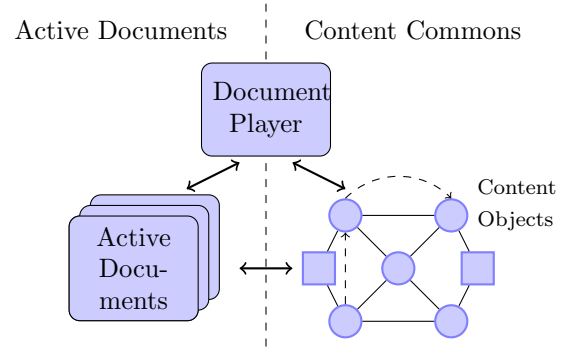 Active Documents
Content Commons
Document
Player
Content
Objects
Active
Docu-
ments